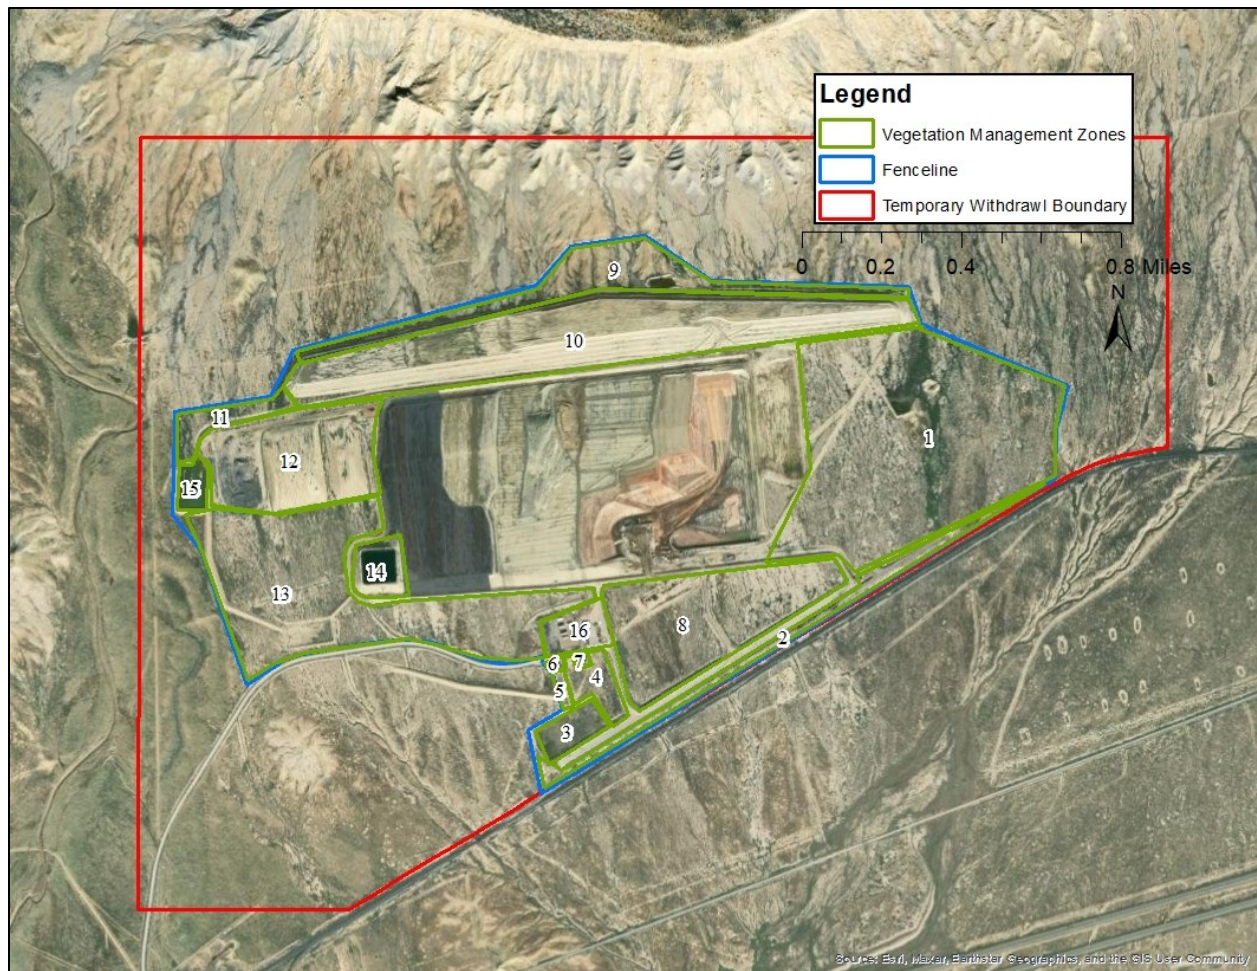 Legend
Vegetation Management Zones
Fenceline
Temporary Withdrawl Boundary
0 0.2 0.4 0.8 Miles
N
9
10
11
1
12
15
14
13
8
16
2
6
7
4
5
3
Source: Esri, Maxar, Earthstar Geographics, and the GIS User Community